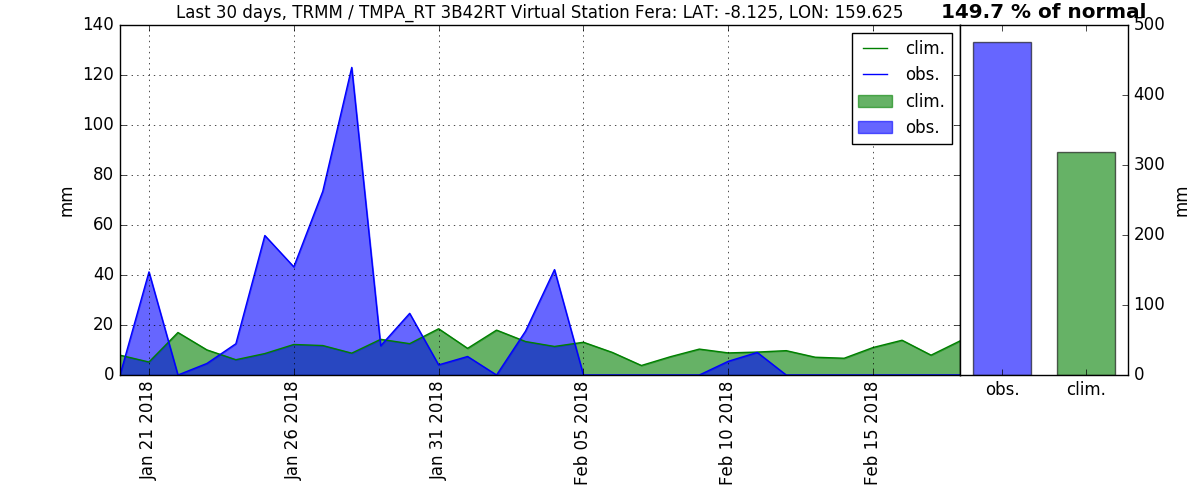 Last 30 days, TRMM / TMPA_RT 3B42RT Virtual Station Fera: LAT: -8.125, LON: 159.625
149.7 % of normal
140
120
100
80
60
40
20
0
mm
clim.
obs.
clim.
obs.
Jan 21 2018
Jan 26 2018
Jan 31 2018
Feb 05 2018
Feb 10 2018
Feb 15 2018
500
400
300
200
100
0
mm
obs.
clim.